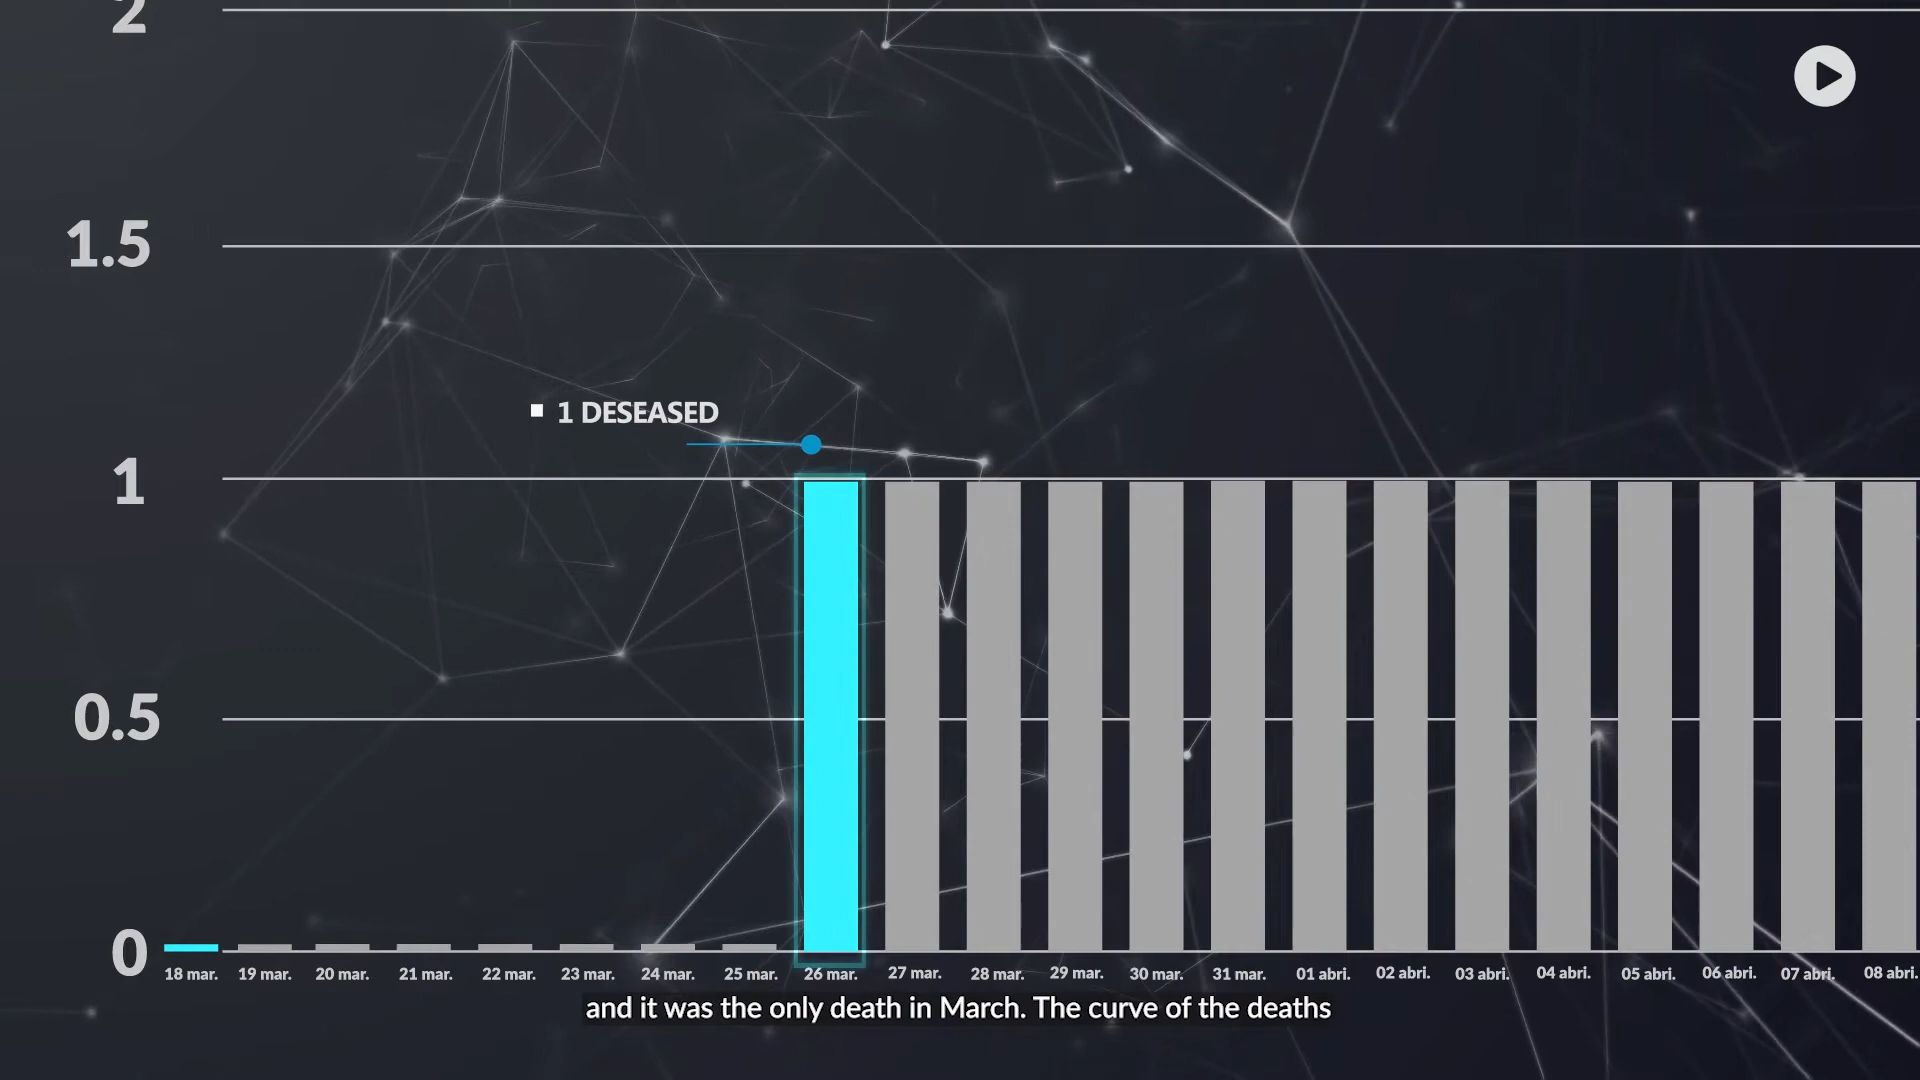 2
1.5
1 DESEASED
1
0.5
0
18 mar. 19 mar. 20 mar. 21 mar. 22 mar. 23 mar. 24 mar. 25 mar. 26 mar. 27 mar. 28 mar. 29 mar. 30 mar. 31 mar. 01 abri. 02 abri. 03 abri. 04 abri. 05 abri. 06 abri. 07 abri. 08 abri.
and it was the only death in March. The curve of the deaths